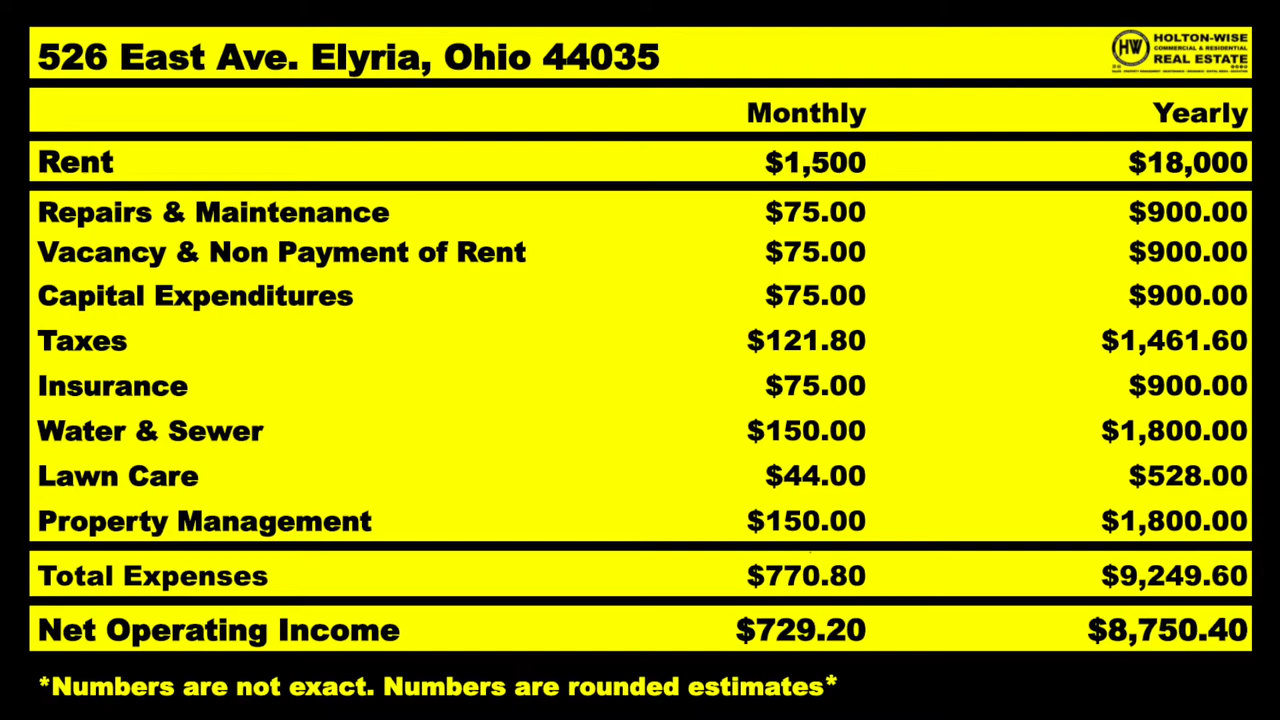 526 East Ave. Elyria, Ohio 44035
HW
HOLTON-WISE
COMMERCIAL & RESIDENTIAL
REAL ESTATE
Monthly Yearly
Rent $1,500 $18,000
Repairs & Maintenance $75.00 $900.00
Vacancy & Non Payment of Rent $75.00 $900.00
Capital Expenditures $75.00 $900.00
Taxes $121.80 $1,461.60
Insurance $75.00 $900.00
Water & Sewer $150.00 $1,800.00
Lawn Care $44.00 $528.00
Property Management $150.00 $1,800.00
Total Expenses $770.80 $9,249.60
Net Operating Income $729.20 $8,750.40
*Numbers are not exact. Numbers are rounded estimates*